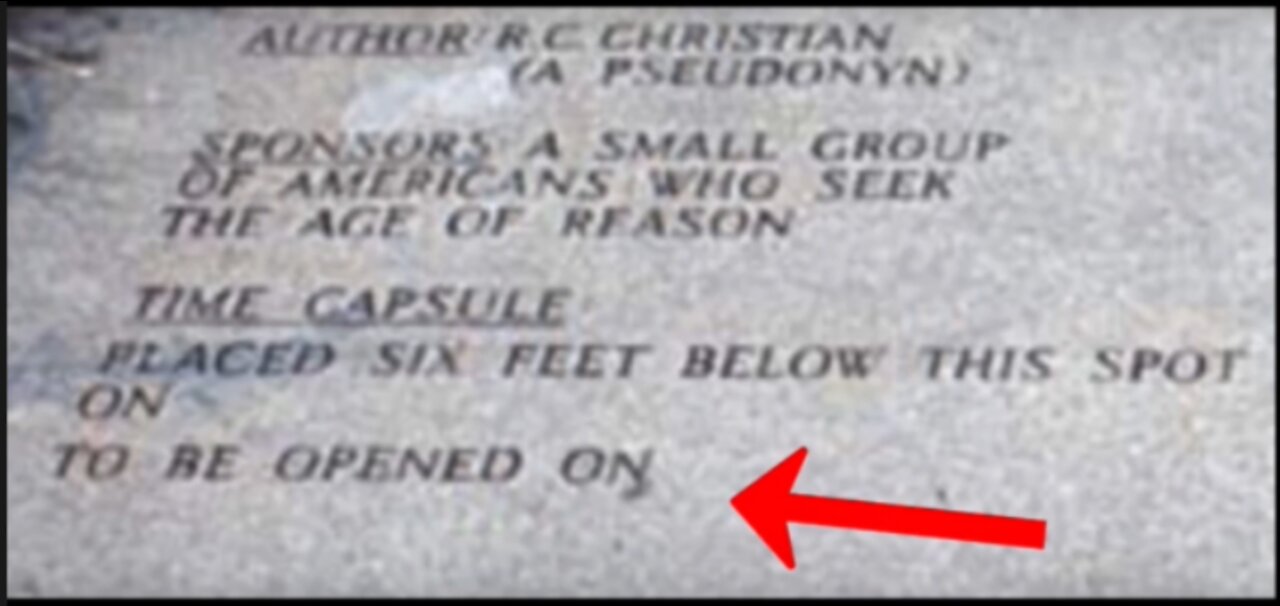 AUTHOR: R.C. CHRISTIAN
(A PSEUDONYN)
SPONSORS: A SMALL GROUP
OF AMERICANS WHO SEEK
THE AGE OF REASON
TIME CAPSULE
PLACED SIX FEET BELOW THIS SPOT
ON
TO BE OPENED ON